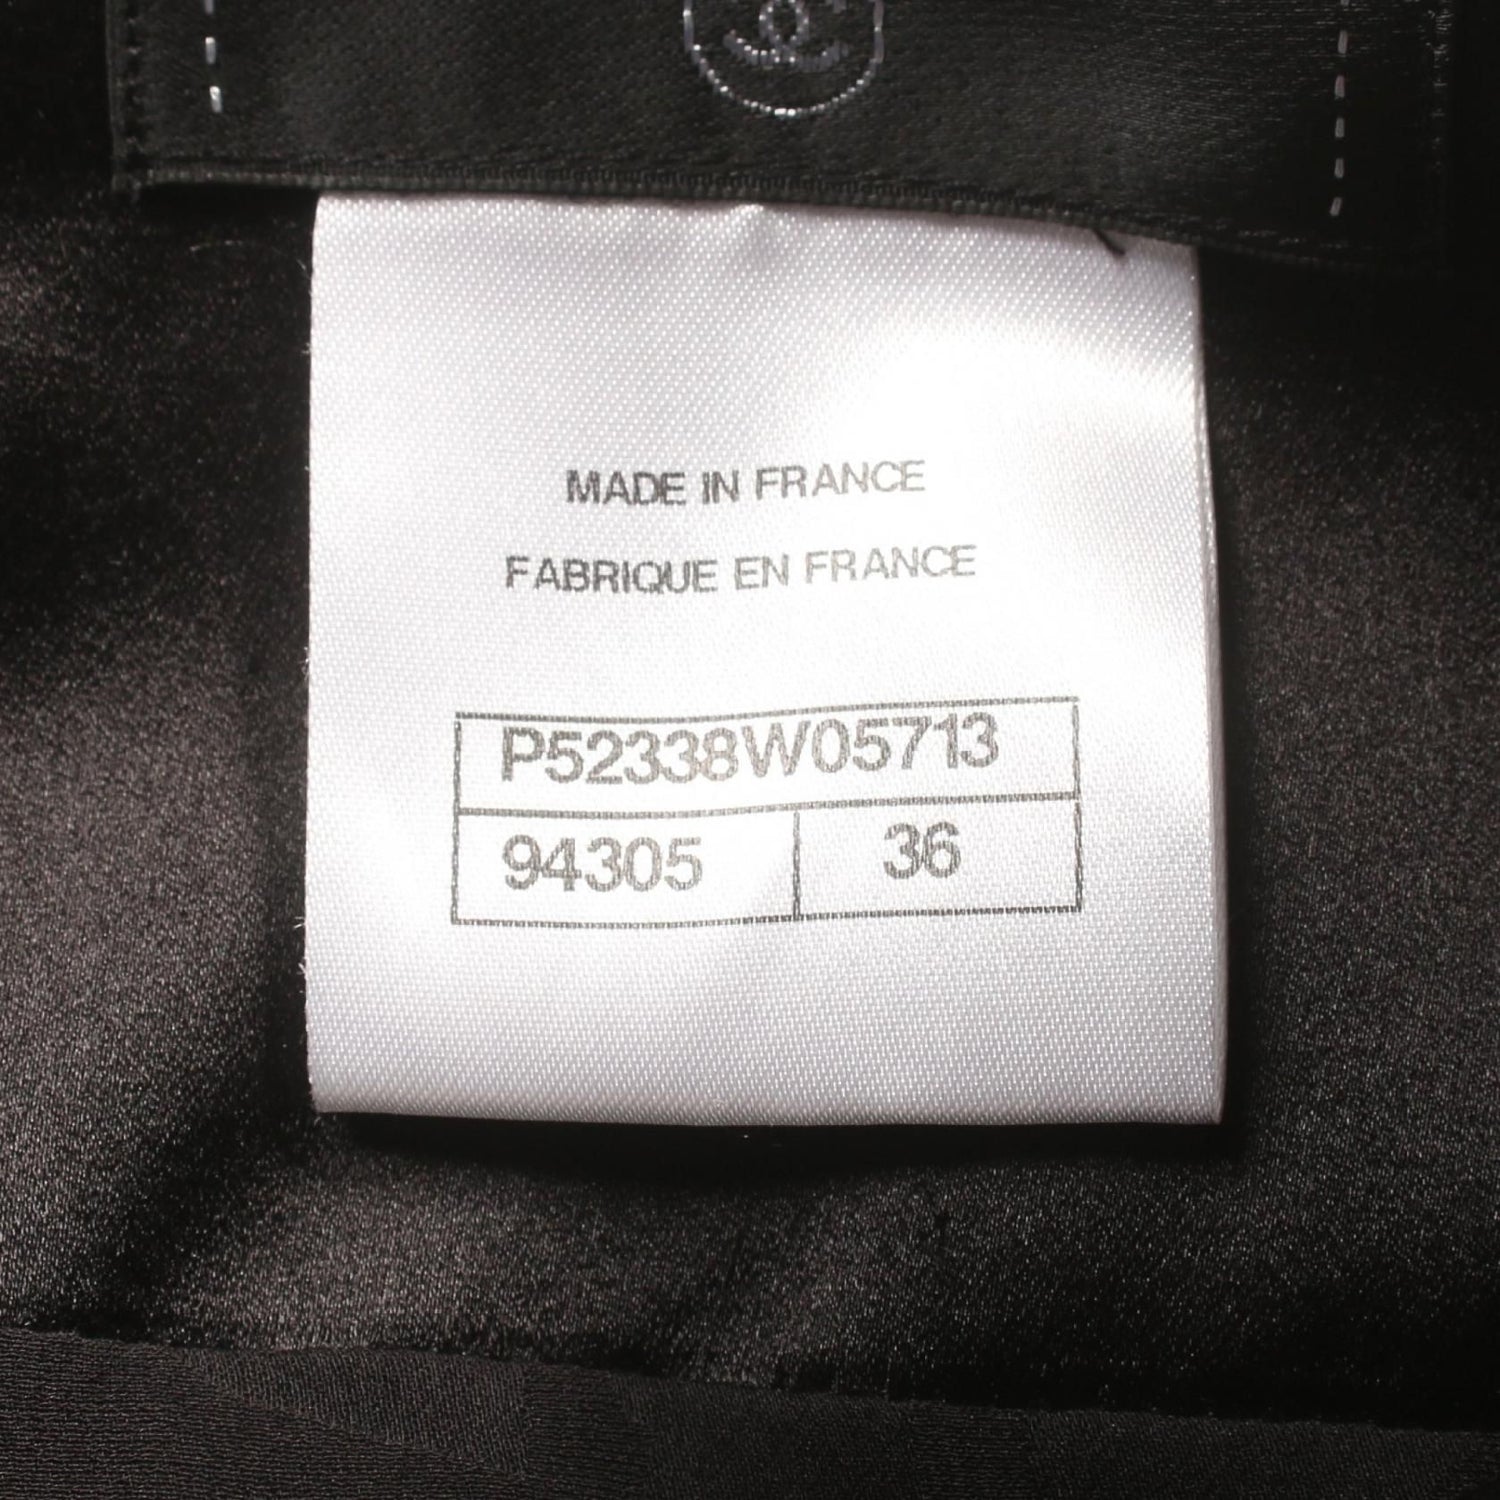 MADE IN FRANCE
FABRIQUE EN FRANCE
P52338W05713
94305 36